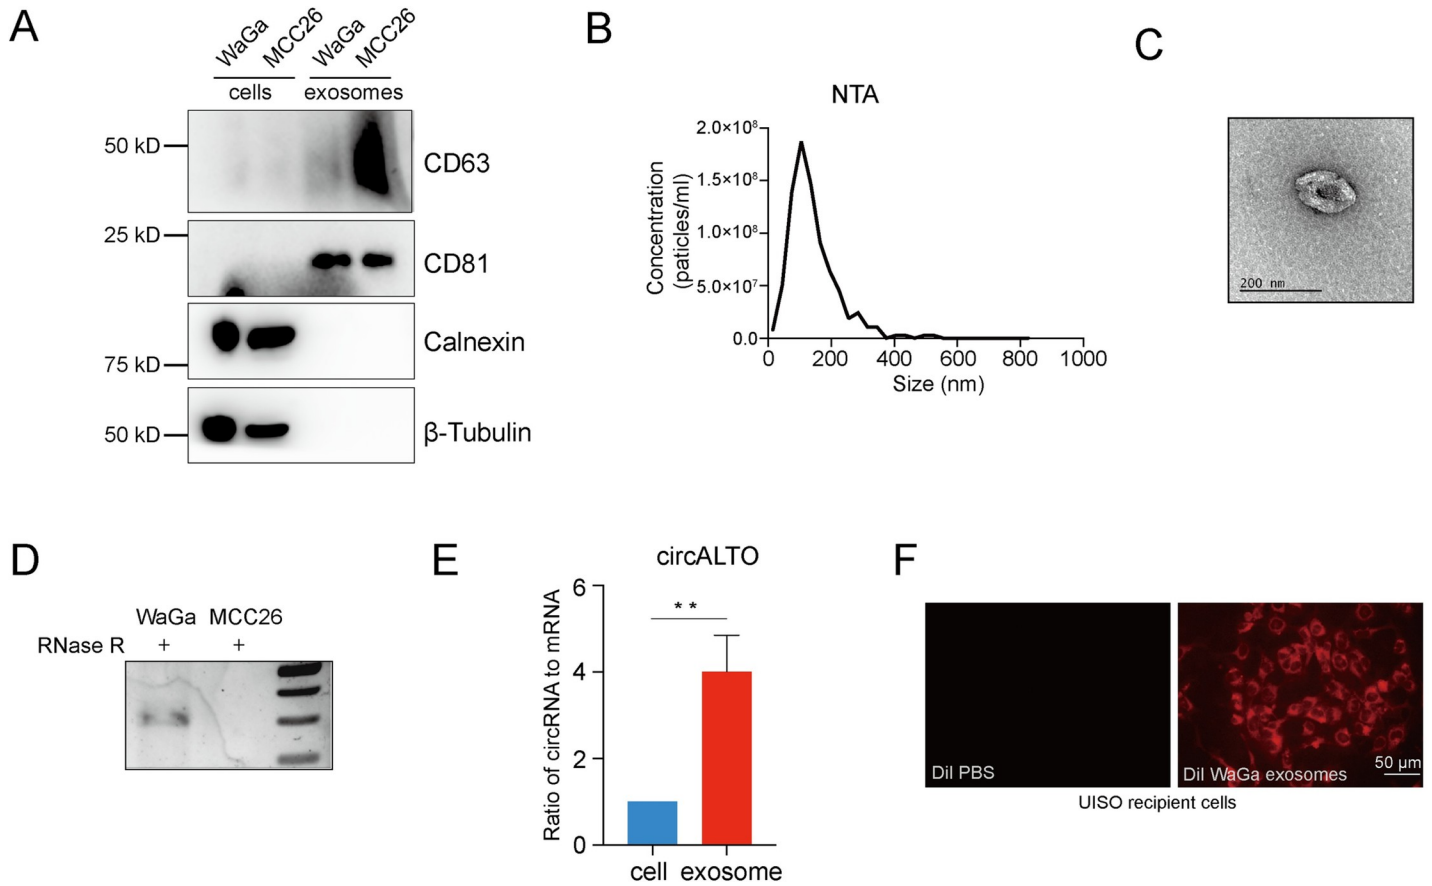 A
WaGa
MCC26
WaGa
MCC26
cells
exosomes
50 kD
CD63
25 kD
CD81
Calnexin
75 kD
50 kD
β-Tubulin
B
NTA
Concentration
(paticles/ml)
2.0×10⁸
1.5×10⁸
1.0×10⁸
5.0×10⁷
0.0
0 200 400 600 800 1000
Size (nm)
C
200 nm
D
WaGa MCC26
RNase R + +
E
circALTO
Ratio of circRNA to mRNA
6
**
4
2
0
cell exosome
F
Dil PBS
Dil WaGa exosomes
50 μm
UISO recipient cells